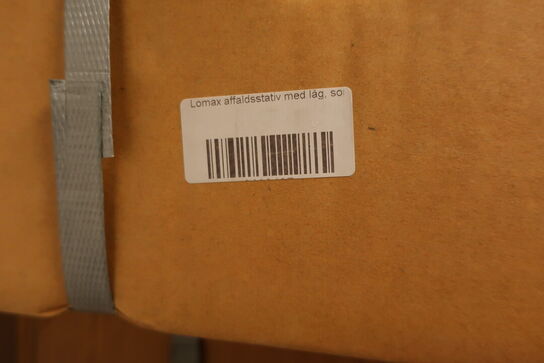 Lomax affaldsstativ med låg, so